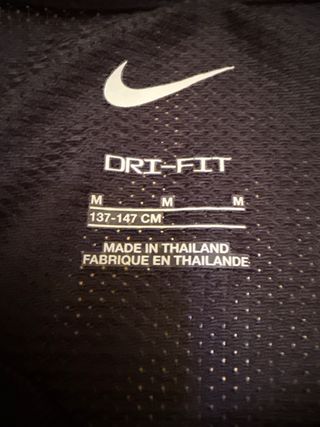 DRI-FIT
M M M
137-147 CM
MADE IN THAILAND
FABRIQUE EN THAILANDE